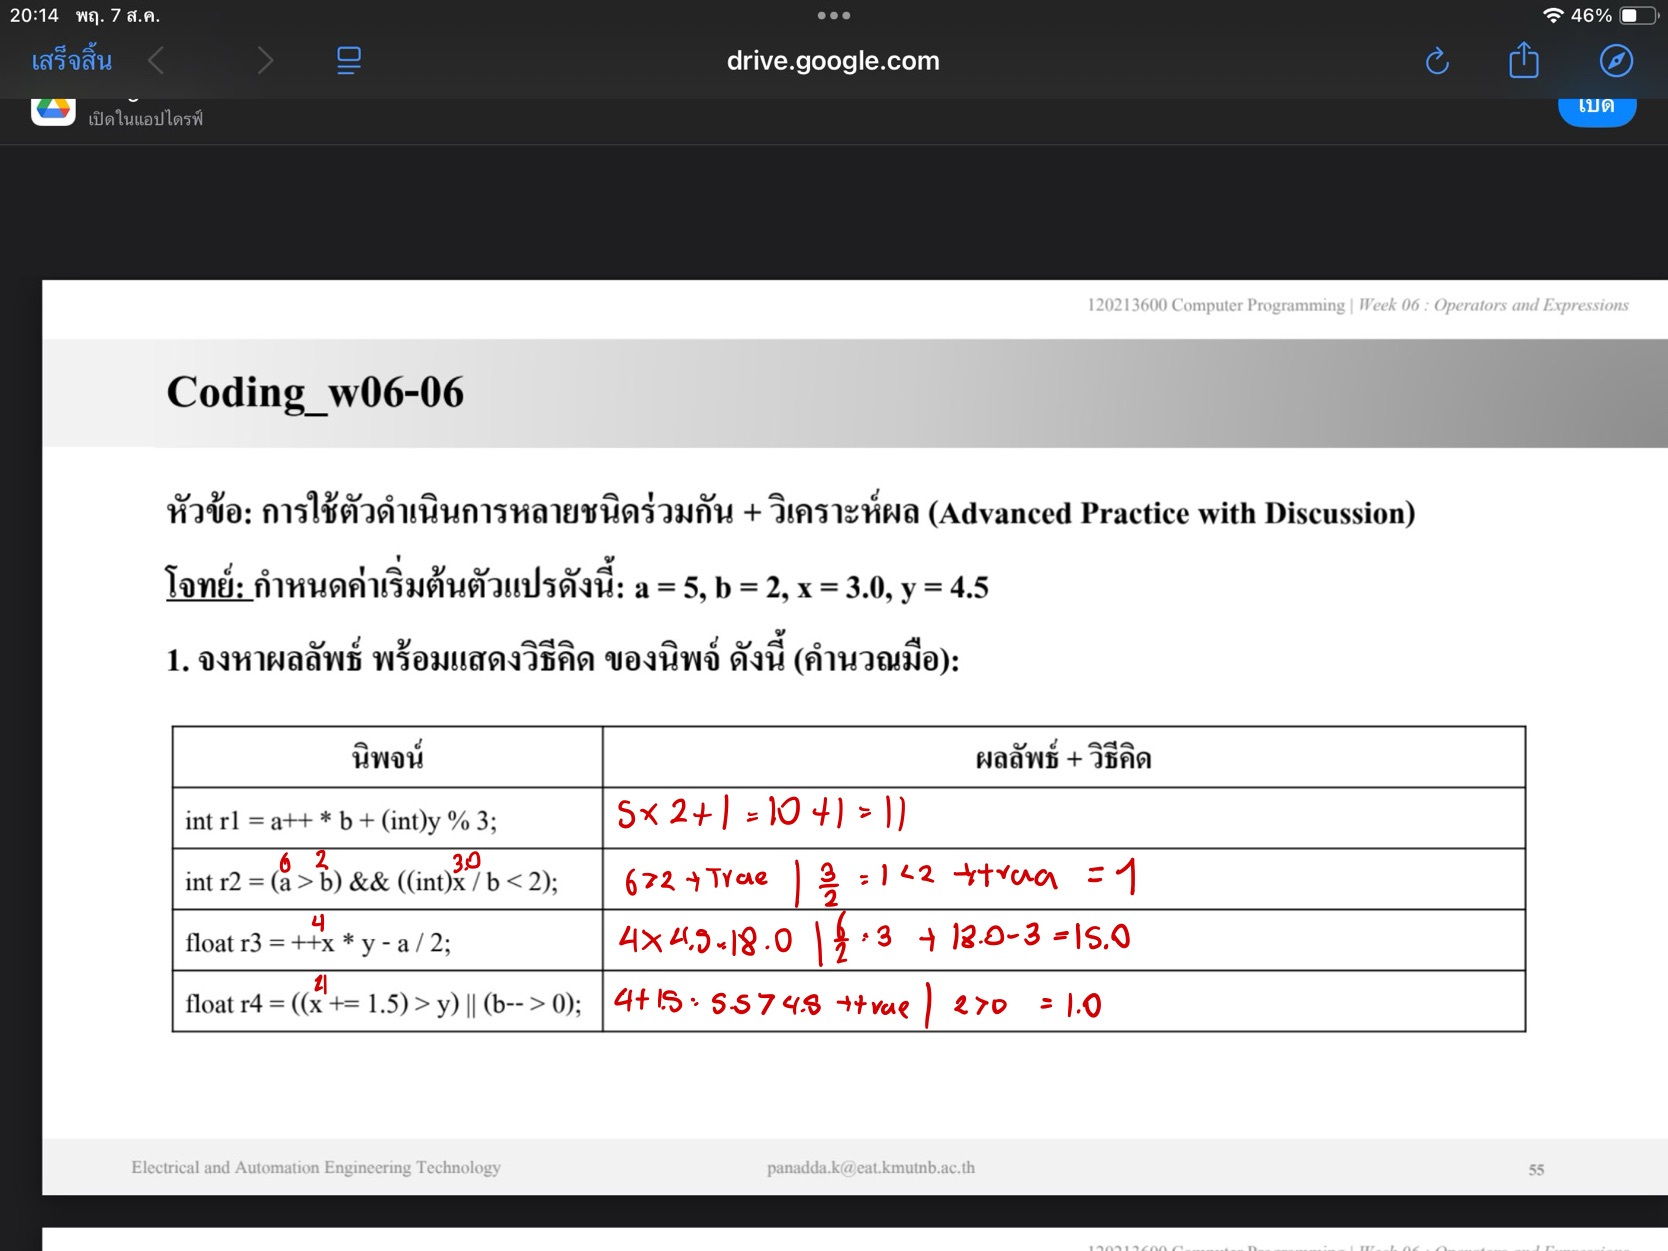 20:14 พฤ. 7 ส.ค.
46%
เสร็จสิ้น
drive.google.com
เปิดในแอปไดรฟ์
เปิด
120213600 Computer Programming | Week 06 : Operators and Expressions
Coding_w06-06
หัวข้อ: การใช้ตัวดำเนินการหลายชนิดร่วมกัน + วิเคราะห์ผล (Advanced Practice with Discussion)
โจทย์: กำหนดค่าเริ่มต้นตัวแปรดังนี้: a = 5, b = 2, x = 3.0, y = 4.5
1. จงหาผลลัพธ์ พร้อมแสดงวิธีคิด ของนิพจ์ ดังนี้ (คำนวณมือ):
นิพจน์ ผลลัพธ์ + วิธีคิด
int r1 = a++ * b + (int)y % 3; 5 × 2 + 1 = 10 + 1 = 11
6 2 3.0
int r2 = (a > b) && ((int)x / b < 2); 6 > 2 → True | 3/2 = 1 < 2 → true = 1
4
float r3 = ++x * y - a / 2; 4 × 4.5 = 18.0 | 6/2 = 3 → 18.0 - 3 = 15.0
4
float r4 = ((x += 1.5) > y) || (b-- > 0); 4 + 1.5 = 5.5 > 4.5 → true | 2 > 0 = 1.0
Electrical and Automation Engineering Technology panadda.k@eat.kmutnb.ac.th 55
120213600 Computer Programming | Week 06 : Operators and Expressions